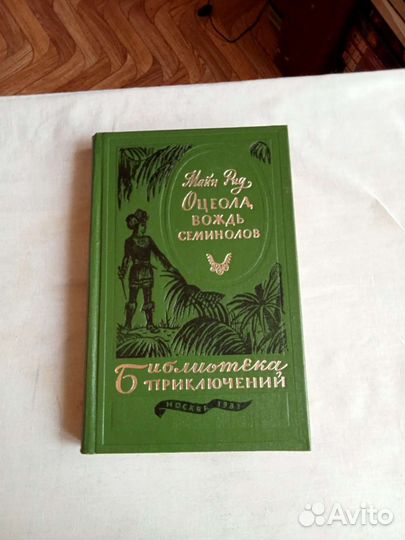 Майн Рид
Оцеола,
вождь
семинолов
Библиотека
приключений
Москва 1981
Avito